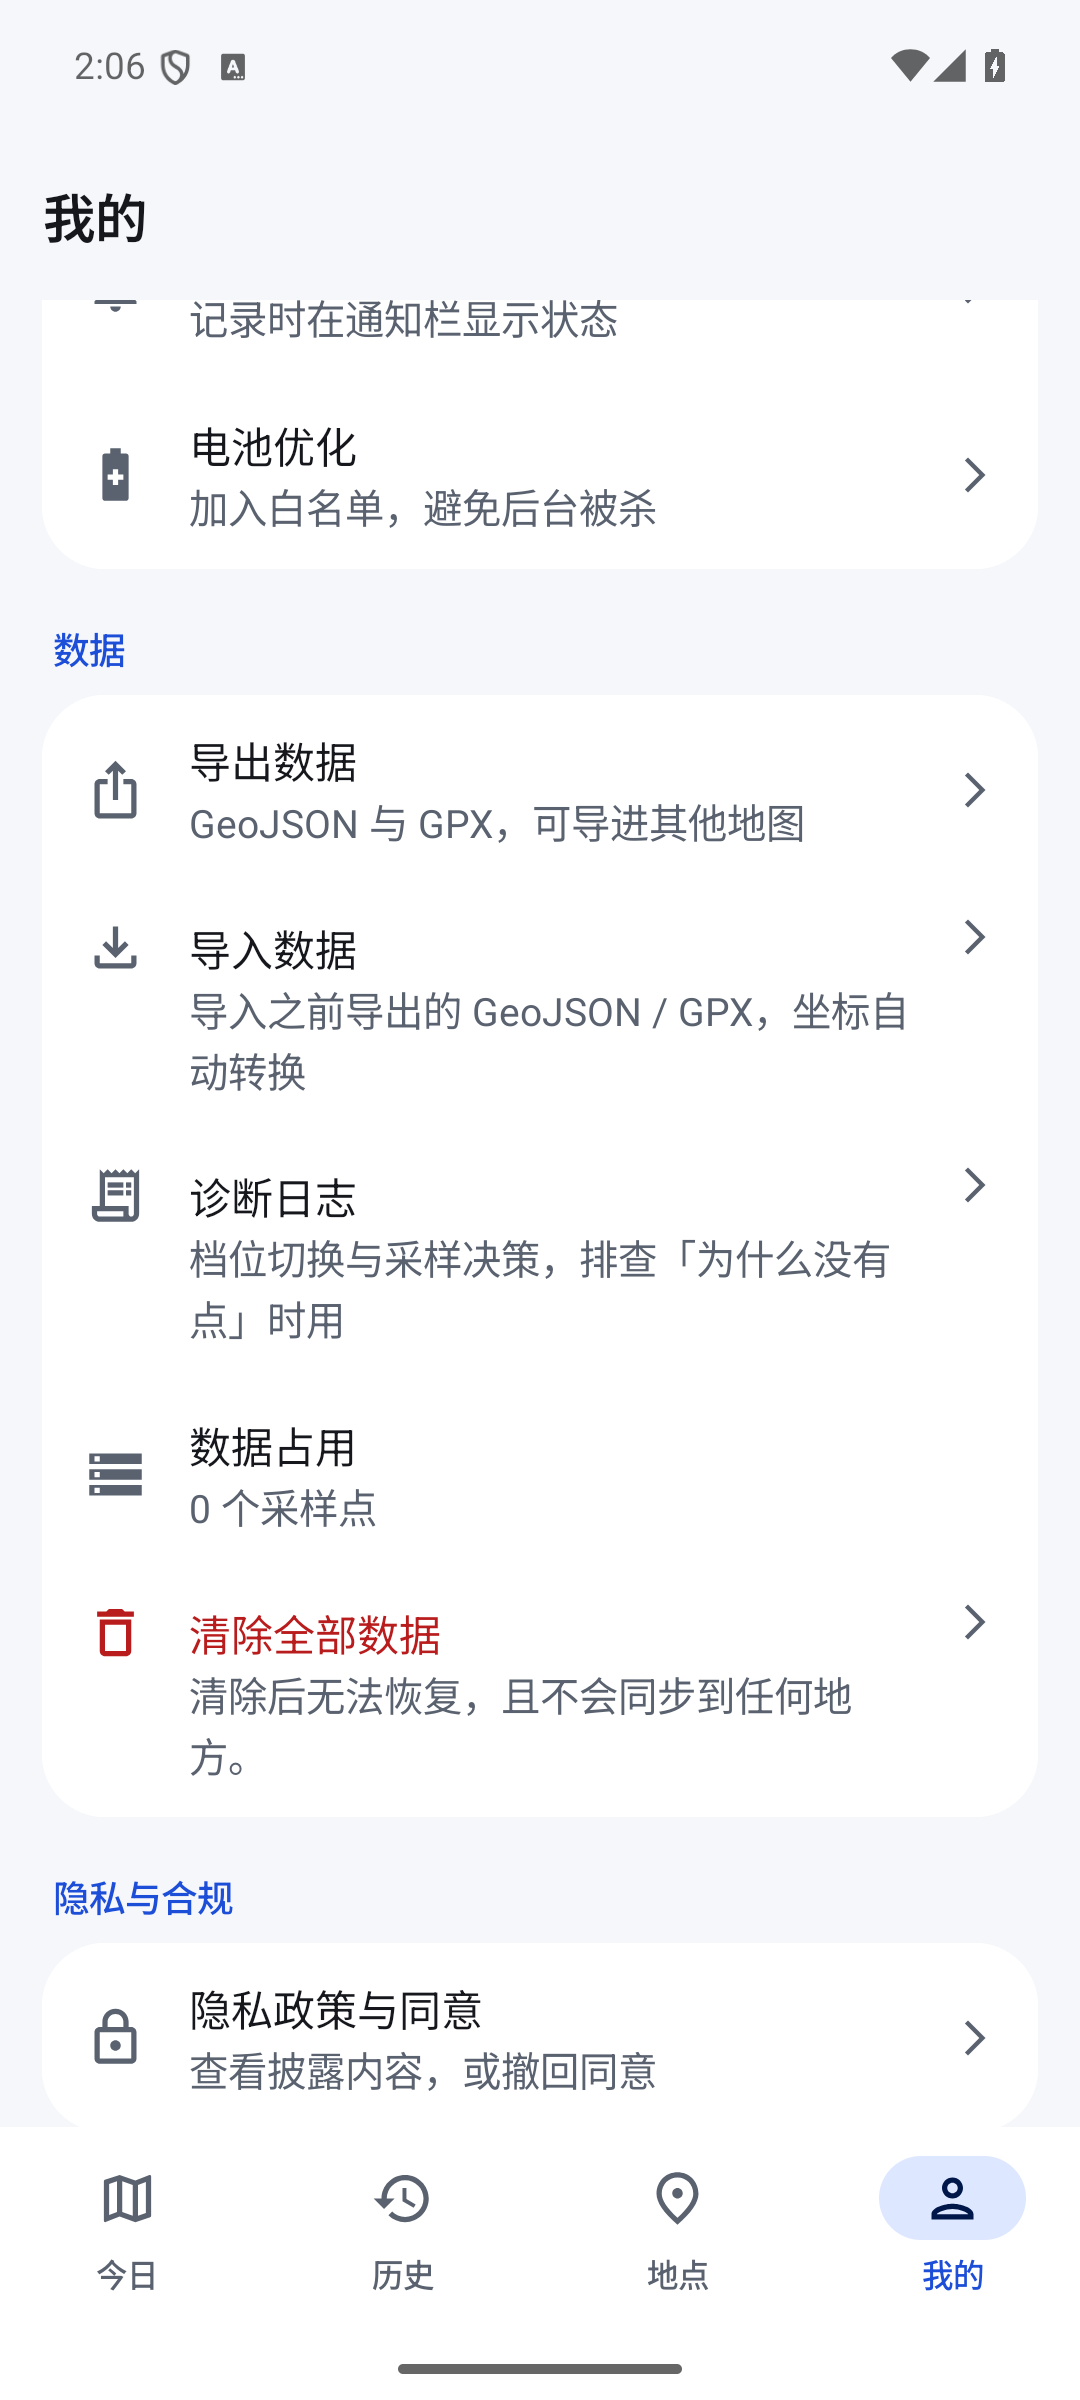 2:06
我的
记录时在通知栏显示状态
电池优化
加入白名单，避免后台被杀
数据
导出数据
GeoJSON 与 GPX，可导进其他地图
导入数据
导入之前导出的 GeoJSON / GPX，坐标自
动转换
诊断日志
档位切换与采样决策，排查「为什么没有
点」时用
数据占用
0 个采样点
清除全部数据
清除后无法恢复，且不会同步到任何地
方。
隐私与合规
隐私政策与同意
查看披露内容，或撤回同意
今日
历史
地点
我的